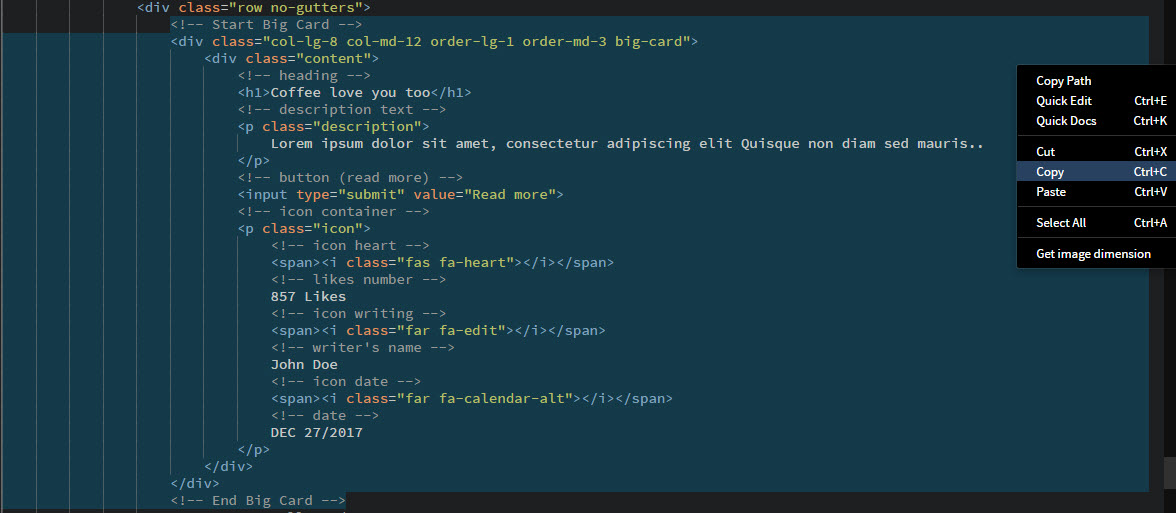 <div class="row no-gutters">
<!-- Start Big Card -->
<div class="col-lg-8 col-md-12 order-lg-1 order-md-3 big-card">
<div class="content">
<!-- heading -->
<h1>Coffee love you too</h1>
<!-- description text -->
<p class="description">
Lorem ipsum dolor sit amet, consectetur adipiscing elit Quisque non diam sed mauris..
</p>
<!-- button (read more) -->
<input type="submit" value="Read more">
<!-- icon container -->
<p class="icon">
<!-- icon heart -->
<span><i class="fas fa-heart"></i></span>
<!-- likes number -->
857 Likes
<!-- icon writing -->
<span><i class="far fa-edit"></i></span>
<!-- writer's name -->
John Doe
<!-- icon date -->
<span><i class="far fa-calendar-alt"></i></span>
<!-- date -->
DEC 27/2017
</p>
</div>
</div>
<!-- End Big Card -->
Copy Path
Quick Edit Ctrl+E
Quick Docs Ctrl+K
Cut Ctrl+X
Copy Ctrl+C
Paste Ctrl+V
Select All Ctrl+A
Get image dimension